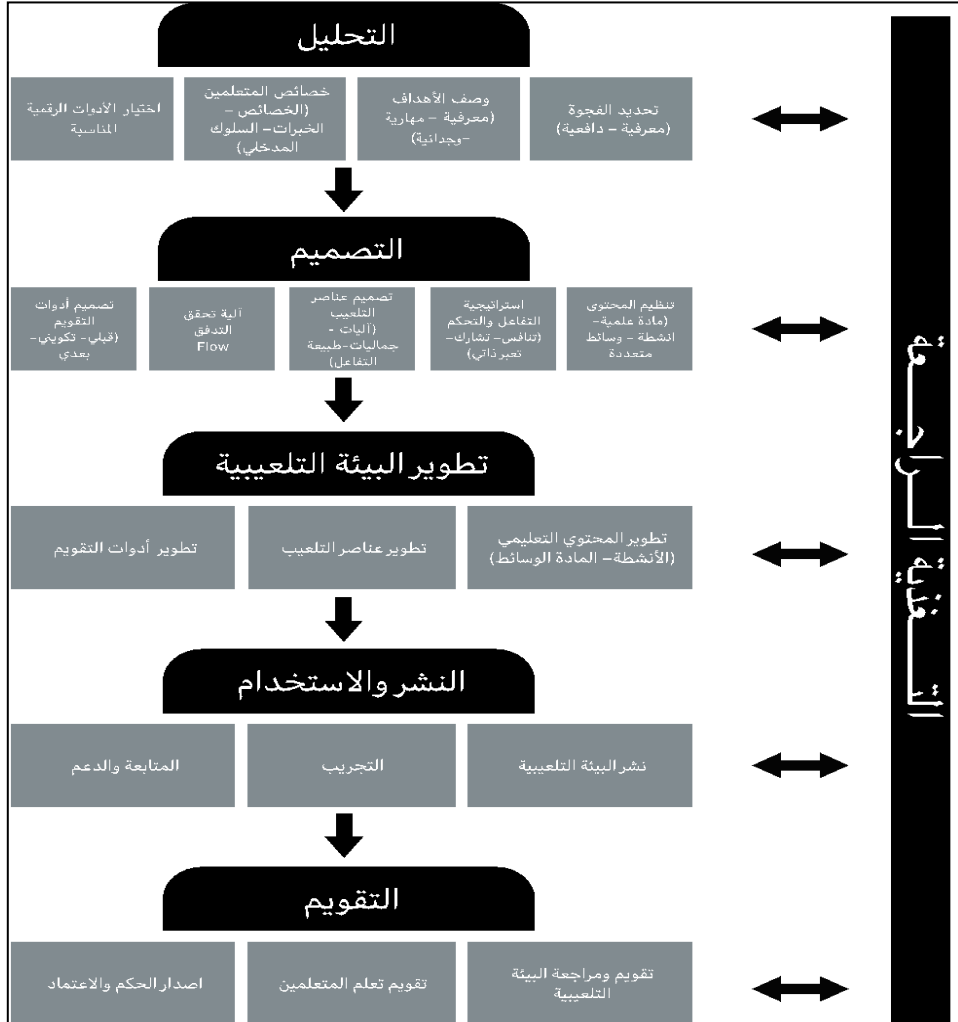 التحليل
تحديد الفجوة
(معرفية – دافعية)
وصف الأهداف
(معرفية – مهارية
–وجدانية)
خصائص المتعلمين
(الخصائص –
الخبرات – السلوك
المدخلي)
اختيار الأدوات الرقمية
المناسبة
التصميم
تنظيم المحتوى
(مادة علمية–
انشطة – وسائط
متعددة
استراتيجية
التفاعل والتحكم
(تنافس– تشارك–
تعبر ذاتي)
تصميم عناصر
التلعيب
(آليات -
جماليات-طبيعة
التفاعل)
آلية تحقق
التدفق
Flow
تصميم أدوات
التقويم
(قبلي– تكويني–
بعدي
تطوير البيئة التلعيبية
تطوير المحتوي التعليمي
(الأنشطة– المادة الوسائط)
تطوير عناصر التلعيب
تطوير أدوات التقويم
النشر والاستخدام
نشر البيئة التلعيبية
التجريب
المتابعة والدعم
التقويم
تقويم ومراجعة البيئة
التلعيبية
تقويم تعلم المتعلمين
اصدار الحكم والاعتماد
التـــغذية الـــراجـــعـــة